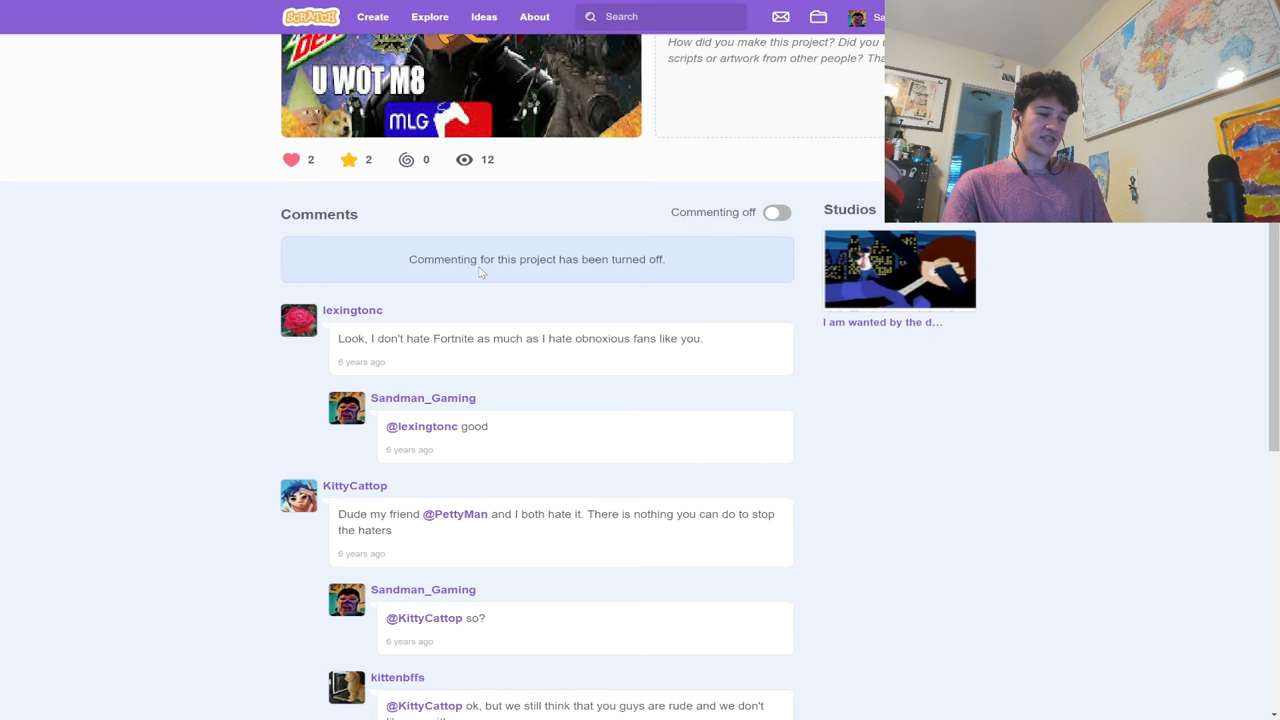 SCRATCH Create Explore Ideas About Search Sa
DEW
How did you make this project? Did you u
scripts or artwork from other people? Tha
U WOT M8
MLG
2 2 0 12
Comments
Commenting off
Commenting for this project has been turned off.
lexingtonc
Look, I don't hate Fortnite as much as I hate obnoxious fans like you.
6 years ago
Sandman_Gaming
@lexingtonc good
6 years ago
KittyCattop
Dude my friend @PettyMan and I both hate it. There is nothing you can do to stop
the haters
6 years ago
Sandman_Gaming
@KittyCattop so?
6 years ago
kittenbffs
@KittyCattop ok, but we still think that you guys are rude and we don't
Studios
I am wanted by the d...